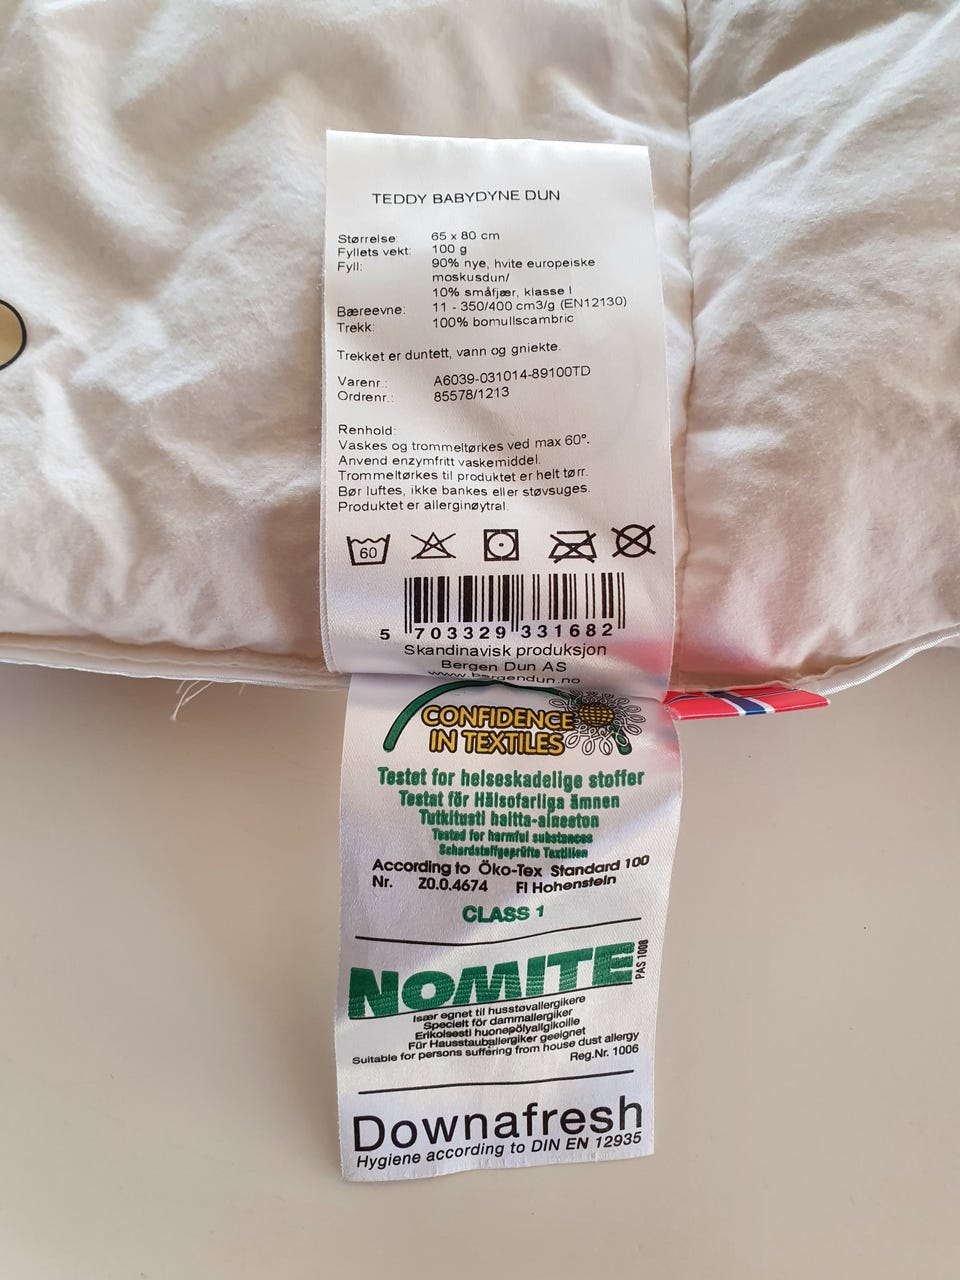 TEDDY BABYDYNE DUN
Størrelse: 65 x 80 cm
Fyllets vekt: 100 g
Fyll: 90% nye, hvite europeiske
moskusdun/
10% småfjær, klasse I
Bæreevne: 11 - 350/400 cm3/g (EN12130)
Trekk: 100% bomullscambric
Trekket er duntett, vann og gniekte.
Varenr.: A6039-031014-89100TD
Ordrenr.: 85578/1213
Renhold:
Vaskes og trommeltørkes ved max 60°.
Anvend enzymfritt vaskemiddel.
Trommeltørkes til produktet er helt tørr.
Bør luftes, ikke bankes eller støvsuges.
Produktet er allerginøytral.
60
5 703329 331682
Skandinavisk produksjon
Bergen Dun AS
www.bergendun.no
CONFIDENCE
IN TEXTILES
Testet for helseskadelige stoffer
Testat för Hälsofarliga ämnen
Tutkitusti haitta-aineeton
Tested for harmful substances
Schardstoffgeprüfte Textilien
According to Öko-Tex Standard 100
Nr. Z0.0.4674 FI Hohenstein
CLASS 1
NOMITE PAS 1008
Især egnet til husstøvallergikere
Specielt för dammallergiker
Erikoisesti huonepölyallgikoille
Für Hausstauballergiker geeignet
Suitable for persons suffering from house dust allergy
Reg.Nr. 1006
Downafresh
Hygiene according to DIN EN 12935